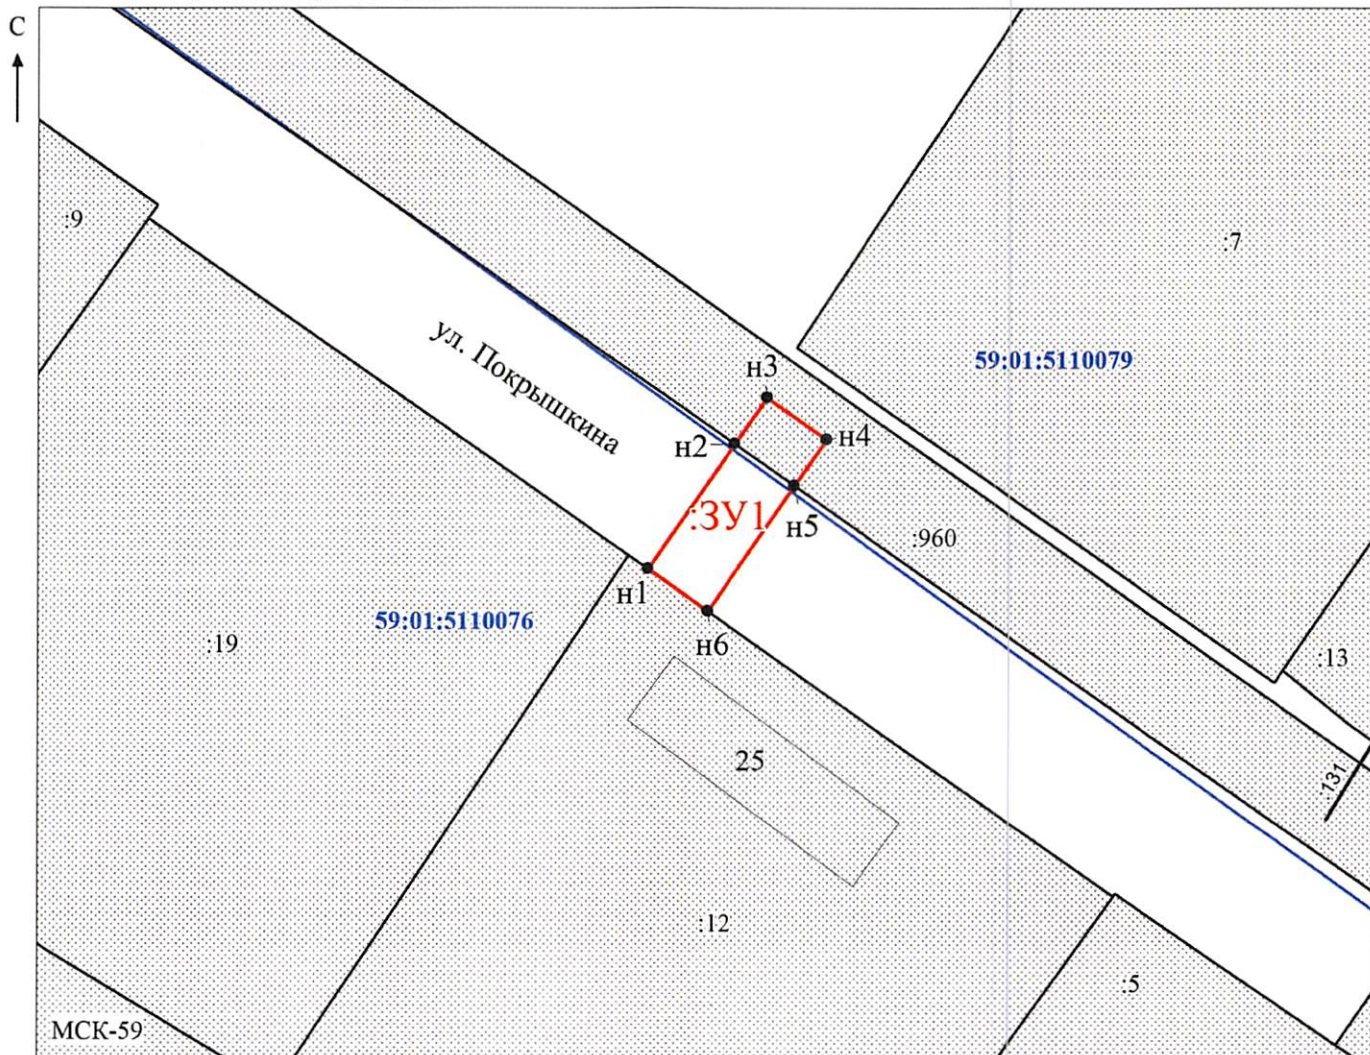 С
:9
:7
ул. Покрышкина
59:01:5110079
н3
н4
н2
:ЗУ1
н5
:960
н1
59:01:5110076
:19
н6
:13
25
:131
:12
:5
МСК-59